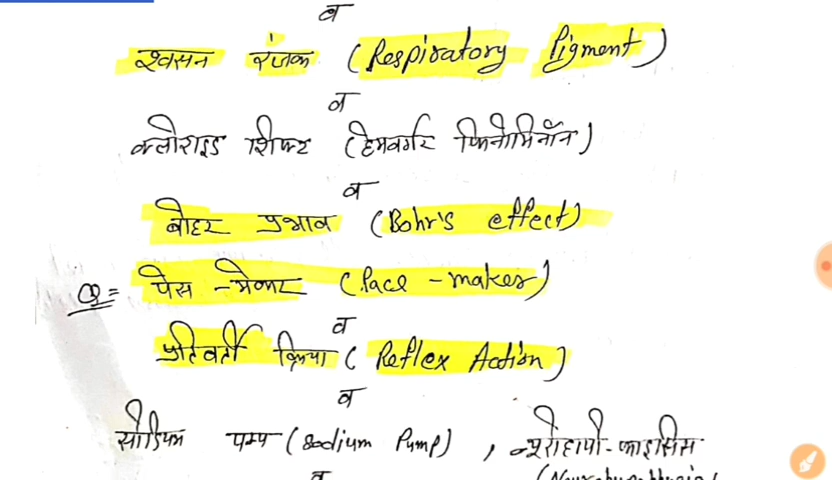 व
श्वसन रंजक (Respiratory Pigment)
व
क्लोराइड शिफ्ट (हेमबर्गर फिनोमिनॉन)
व
बोहर प्रभाव (Bohr's effect)
Q= पेस -मेकर (Pace - maker)
व
प्रतिवर्ती क्रिया (Reflex Action)
व
सोडियम पम्प (Sodium Pump), न्यूरोहाइपो-फाइसिस
व